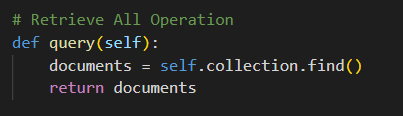 # Retrieve All Operation
def query(self):
    documents = self.collection.find()
    return documents